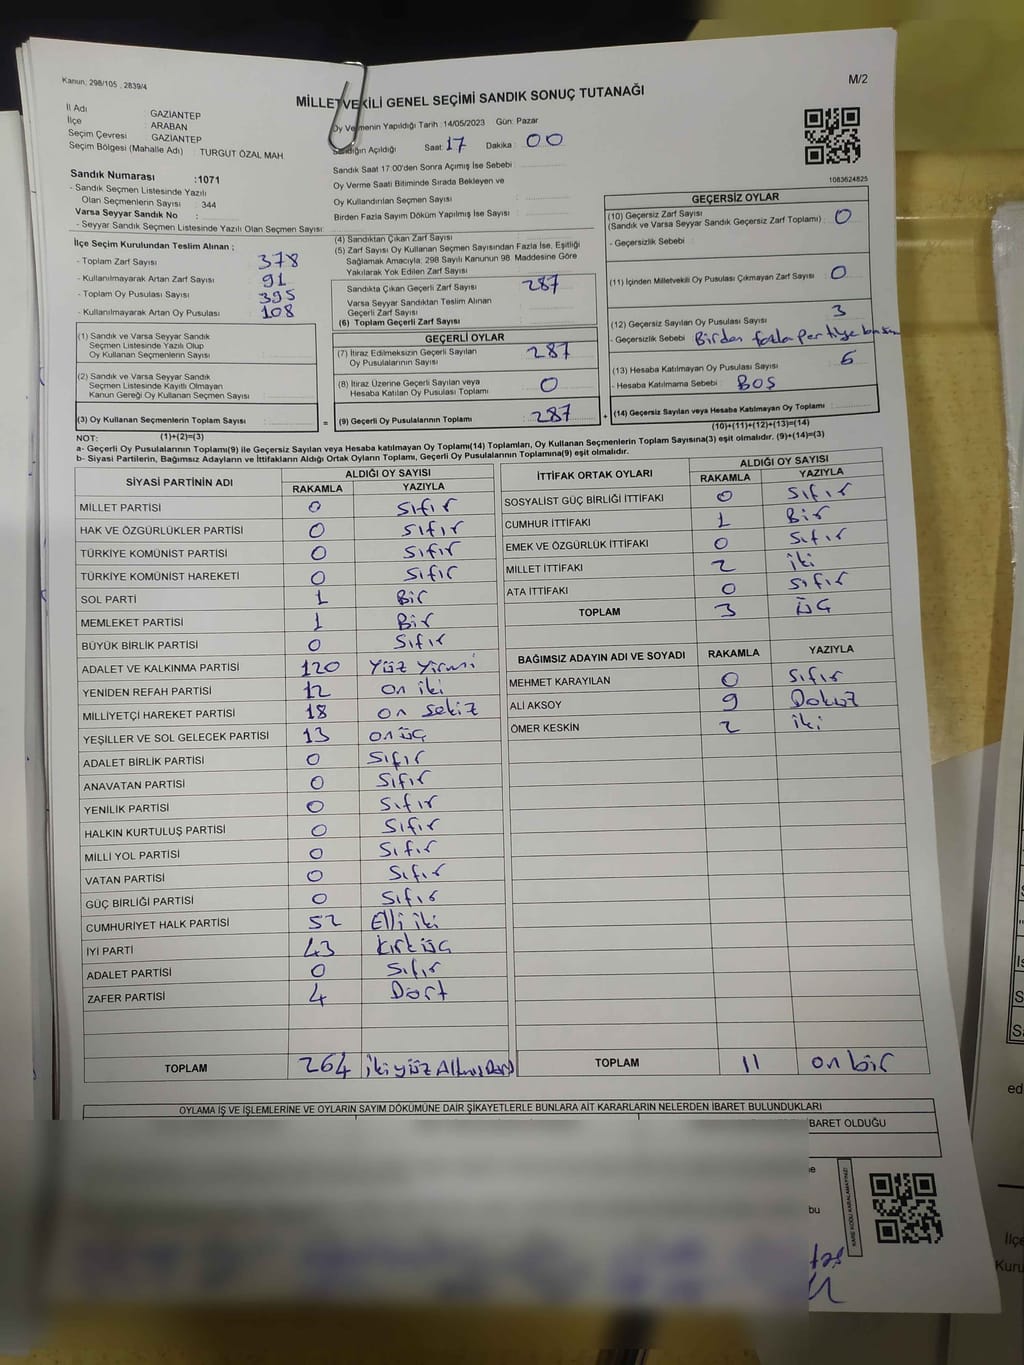 Kanun: 298/105 , 2839/4
M/2
MİLLETVEKİLİ GENEL SEÇİMİ SANDIK SONUÇ TUTANAĞI
İl Adı GAZİANTEP
İlçe ARABAN
Seçim Çevresi GAZİANTEP
Seçim Bölgesi (Mahalle Adı) : TURGUT ÖZAL MAH
Oy Vermenin Yapıldığı Tarih : 14/05/2023 Gün: Pazar
Sandığın Açıldığı Saat: 17 Dakika : 00
Sandık Saat 17:00'den Sonra Açımış İse Sebebi :
Oy Verme Saati Bitiminde Sırada Bekleyen ve
Oy Kullandırılan Seçmen Sayısı :
Birden Fazla Sayım Döküm Yapılmış İse Sayısı :
1083624825
Sandık Numarası :1071
- Sandık Seçmen Listesinde Yazılı
Olan Seçmenlerin Sayısı : 344
Varsa Seyyar Sandık No :
- Seyyar Sandık Seçmen Listesinde Yazılı Olan Seçmen Sayısı:
İlçe Seçim Kurulundan Teslim Alınan ;
- Toplam Zarf Sayısı : 378
- Kullanılmayarak Artan Zarf Sayısı : 91
- Toplam Oy Pusulası Sayısı : 395
- Kullanılmayarak Artan Oy Pusulası : 108
(1) Sandık ve Varsa Seyyar Sandık
Seçmen Listesinde Yazılı Olup
Oy Kullanan Seçmenlerin Sayısı :
(2) Sandık ve Varsa Seyyar Sandık
Seçmen Listesinde Kayıtlı Olmayan
Kanun Gereği Oy Kullanan Seçmen Sayısı :
(3) Oy Kullanan Seçmenlerin Toplam Sayısı :
(4) Sandıktan Çıkan Zarf Sayısı :
(5) Zarf Sayısı Oy Kullanan Seçmen Sayısından Fazla İse, Eşitliği
Sağlamak Amacıyla; 298 Sayılı Kanunun 98. Maddesine Göre
Yakılarak Yok Edilen Zarf Sayısı :
Sandıkta Çıkan Geçerli Zarf Sayısı : 287
Varsa Seyyar Sandıktan Teslim Alınan
Geçerli Zarf Sayısı :
(6) Toplam Geçerli Zarf Sayısı :
GEÇERLİ OYLAR
(7) İtiraz Edilmeksizin Geçerli Sayılan
Oy Pusulalarının Sayısı : 287
(8) İtiraz Üzerine Geçerli Sayılan veya
Hesaba Katılan Oy Pusulaları Toplamı : 0
= (9) Geçerli Oy Pusulalarının Toplamı : 287
GEÇERSİZ OYLAR
(10) Geçersiz Zarf Sayısı
(Sandık ve Varsa Seyyar Sandık Geçersiz Zarf Toplamı) : 0
- Geçersizlik Sebebi :
(11) İçinden Milletvekili Oy Pusulası Çıkmayan Zarf Sayısı : 0
(12) Geçersiz Sayılan Oy Pusulası Sayısı : 3
- Geçersizlik Sebebi : Birden fazla Partiye basın
(13) Hesaba Katılmayan Oy Pusulası Sayısı : 6
- Hesaba Katılmama Sebebi : BOŞ
+ (14) Geçersiz Sayılan veya Hesaba Katılmayan Oy Toplamı :
NOT: (1)+(2)=(3)
(10)+(11)+(12)+(13)=(14)
a- Geçerli Oy Pusulalarının Toplamı(9) ile Geçersiz Sayılan veya Hesaba katılmayan Oy Toplamı(14) Toplamları, Oy Kullanan Seçmenlerin Toplam Sayısına(3) eşit olmalıdır. (9)+(14)=(3)
b- Siyasi Partilerin, Bağımsız Adayların ve İttifakların Aldığı Ortak Oyların Toplamı, Geçerli Oy Pusulalarının Toplamına(9) eşit olmalıdır.
SİYASİ PARTİNİN ADI ALDIĞI OY SAYISI
RAKAMLA YAZIYLA
MİLLET PARTİSİ 0 Sıfır
HAK VE ÖZGÜRLÜKLER PARTİSİ 0 Sıfır
TÜRKİYE KOMÜNİST PARTİSİ 0 Sıfır
TÜRKİYE KOMÜNİST HAREKETİ 0 Sıfır
SOL PARTİ 1 Bir
MEMLEKET PARTİSİ 1 Bir
BÜYÜK BİRLİK PARTİSİ 0 Sıfır
ADALET VE KALKINMA PARTİSİ 120 Yüz Yirmi
YENİDEN REFAH PARTİSİ 12 on iki
MİLLİYETÇİ HAREKET PARTİSİ 18 on sekiz
YEŞİLLER VE SOL GELECEK PARTİSİ 13 on üç
ADALET BİRLİK PARTİSİ 0 Sıfır
ANAVATAN PARTİSİ 0 Sıfır
YENİLİK PARTİSİ 0 Sıfır
HALKIN KURTULUŞ PARTİSİ 0 Sıfır
MİLLİ YOL PARTİSİ 0 Sıfır
VATAN PARTİSİ 0 Sıfır
GÜÇ BİRLİĞİ PARTİSİ 0 Sıfır
CUMHURİYET HALK PARTİSİ 52 Elli iki
İYİ PARTİ 43 Kırk üç
ADALET PARTİSİ 0 Sıfır
ZAFER PARTİSİ 4 Dört
TOPLAM 264 iki yüz Altmış Dört
İTTİFAK ORTAK OYLARI ALDIĞI OY SAYISI
RAKAMLA YAZIYLA
SOSYALİST GÜÇ BİRLİĞİ İTTİFAKI 0 Sıfır
CUMHUR İTTİFAKI 1 Bir
EMEK VE ÖZGÜRLÜK İTTİFAKI 0 Sıfır
MİLLET İTTİFAKI 2 iki
ATA İTTİFAKI 0 Sıfır
TOPLAM 3 üç
BAĞIMSIZ ADAYIN ADI VE SOYADI RAKAMLA YAZIYLA
MEHMET KARAYILAN 0 Sıfır
ALİ AKSOY 9 Dokuz
ÖMER KESKİN 2 iki
TOPLAM 11 on bir
OYLAMA İŞ VE İŞLEMLERİNE VE OYLARIN SAYIM DÖKÜMÜNE DAİR ŞİKAYETLERLE BUNLARA AİT KARARLARIN NELERDEN İBARET BULUNDUKLARI
BARET OLDUĞU
bu
KARE KODU KARALAMAYINIZ!
ed
İlçe
Kuru